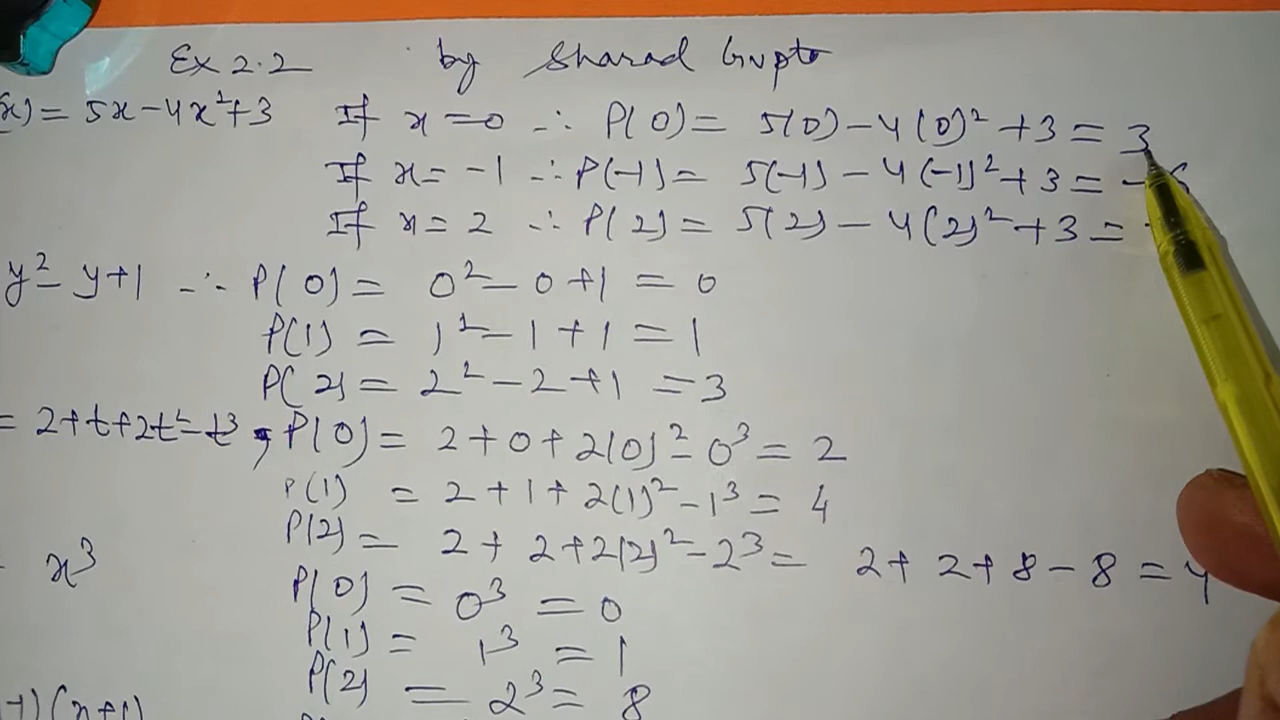 Ex 2.2 by Sharad Gupta
(x) = 5x - 4x² + 3 If x = 0 ∴ P(0) = 5(0) - 4(0)² + 3 = 3
If x = -1 ∴ P(-1) = 5(-1) - 4(-1)² + 3 = -6
If x = 2 ∴ P(2) = 5(2) - 4(2)² + 3 =
y² - y + 1 ∴ P(0) = 0² - 0 + 1 = 0
P(1) = 1² - 1 + 1 = 1
P(2) = 2² - 2 + 1 = 3
= 2 + t + 2t² - t³, P(0) = 2 + 0 + 2(0)² - 0³ = 2
P(1) = 2 + 1 + 2(1)² - 1³ = 4
P(2) = 2 + 2 + 2(2)² - 2³ = 2 + 2 + 8 - 8 = 4
x³ P(0) = 0³ = 0
P(1) = 1³ = 1
P(2) = 2³ = 8
-1)(x+1)